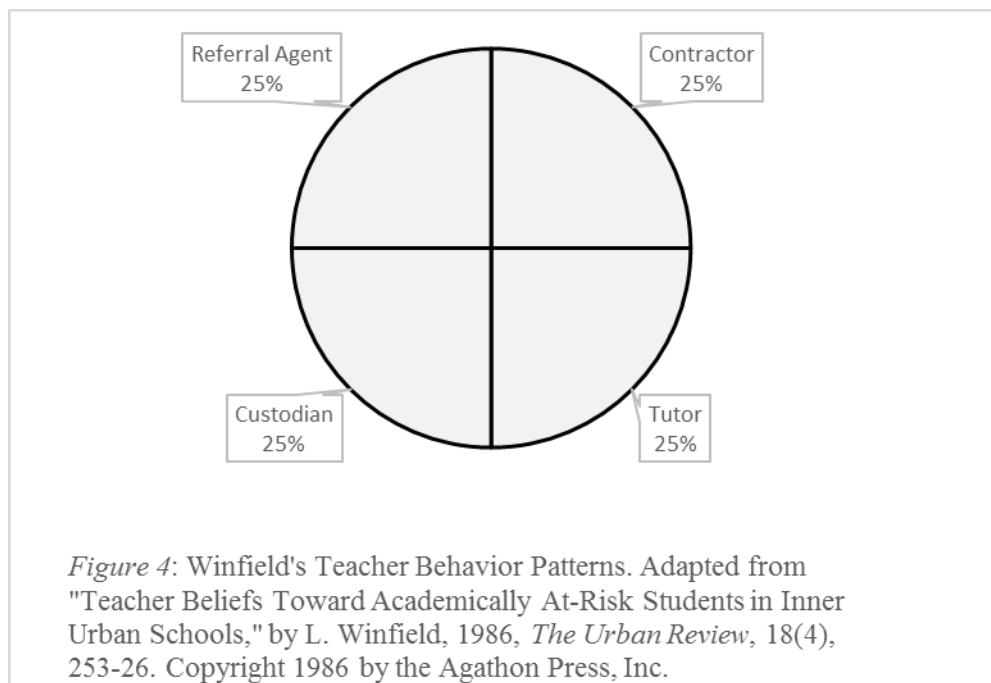 Referral Agent
25%
Contractor
25%
Custodian
25%
Tutor
25%
Figure 4: Winfield's Teacher Behavior Patterns. Adapted from
"Teacher Beliefs Toward Academically At-Risk Students in Inner
Urban Schools," by L. Winfield, 1986, The Urban Review, 18(4),
253-26. Copyright 1986 by the Agathon Press, Inc.